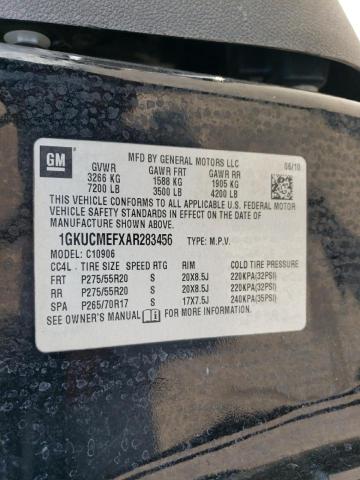 GM
MFD BY GENERAL MOTORS LLC 06/10
GVWR GAWR FRT GAWR RR
3266 KG 1588 KG 1905 KG
7200 LB 3500 LB 4200 LB
THIS VEHICLE CONFORMS TO ALL APPLICABLE U.S. FEDERAL MOTOR
VEHICLE SAFETY AND THEFT PREVENTION STANDARDS IN EFFECT ON
THE DATE OF MANUFACTURE SHOWN ABOVE.
1GKUCMEFXAR283456 TYPE: M.P.V.
MODEL: C10906
CC4L TIRE SIZE SPEED RTG RIM COLD TIRE PRESSURE
FRT P275/55R20 S 20X8.5J 220KPA(32PSI)
RR P275/55R20 S 20X8.5J 220KPA(32PSI)
SPA P265/70R17 S 17X7.5J 240KPA(35PSI)
SEE OWNER'S MANUAL FOR ADDITIONAL INFORMATION.